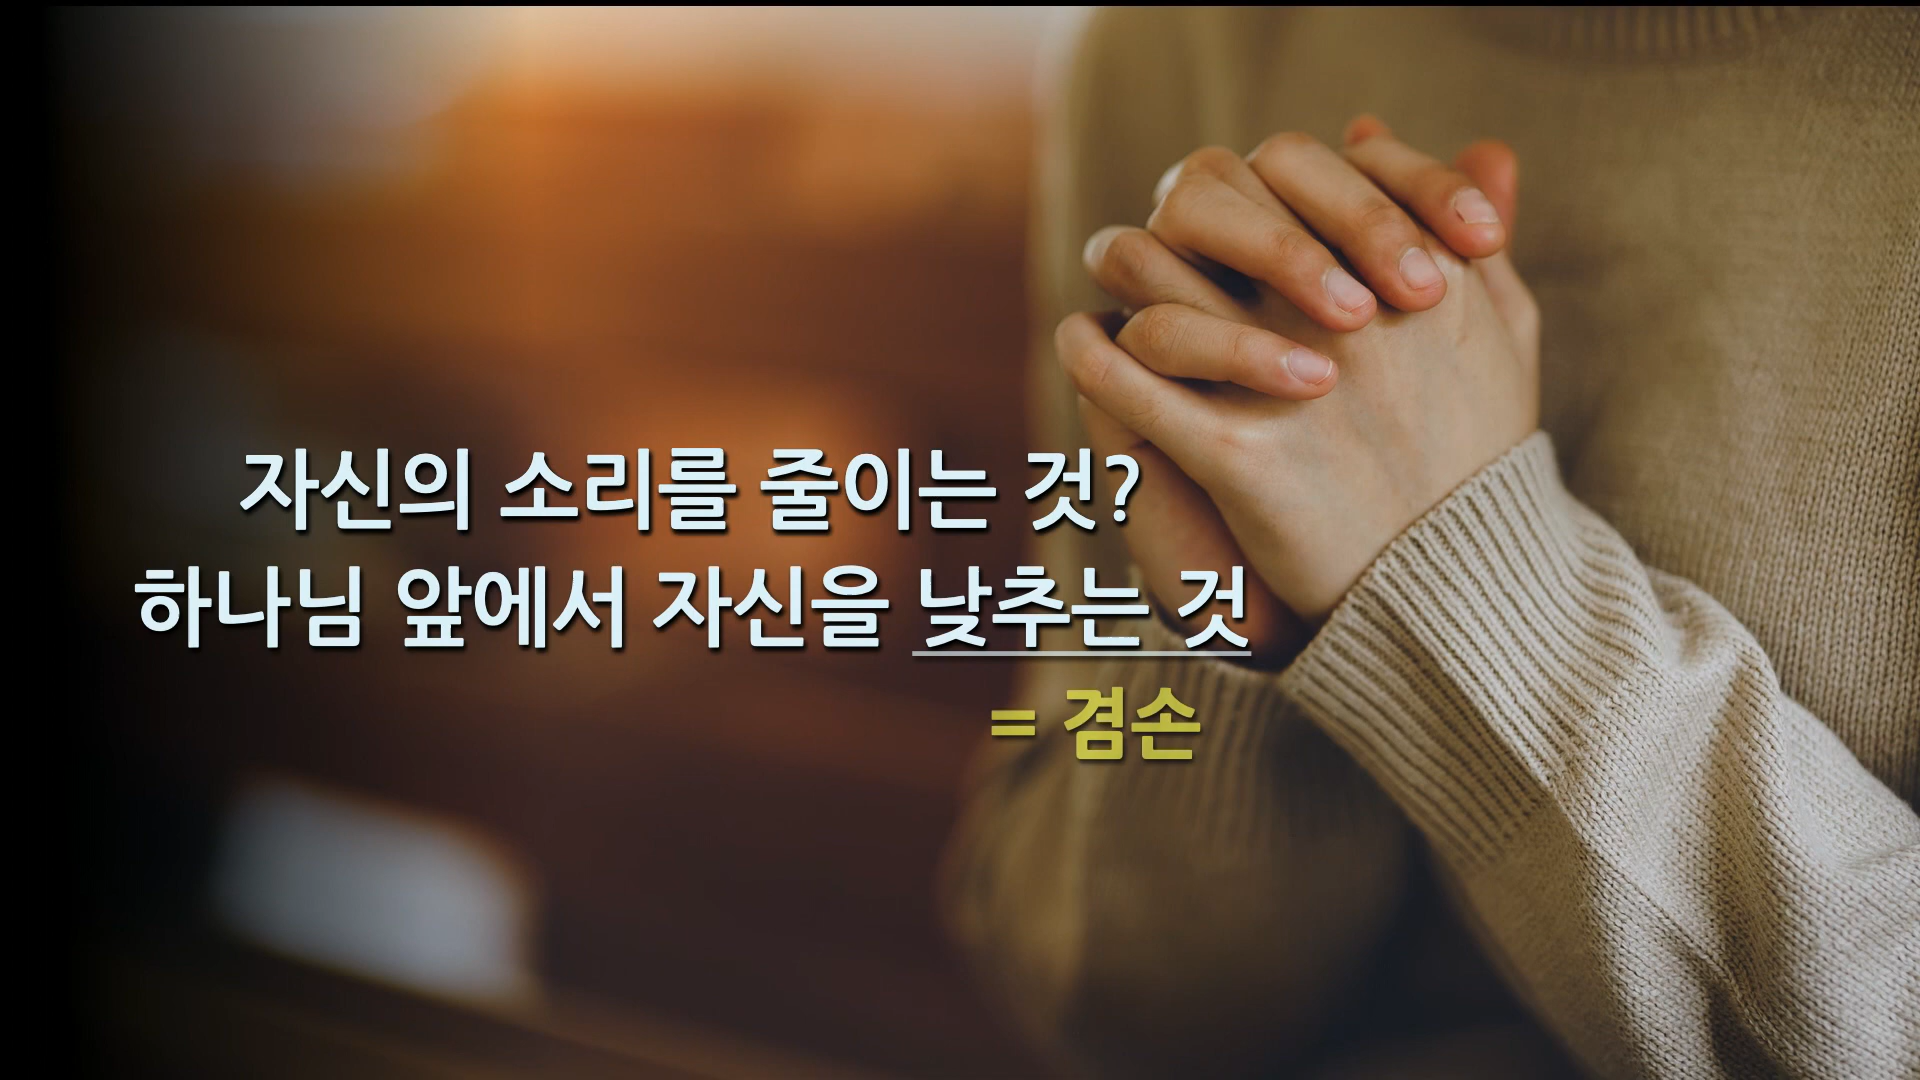 자신의 소리를 줄이는 것?
하나님 앞에서 자신을 낮추는 것
= 겸손